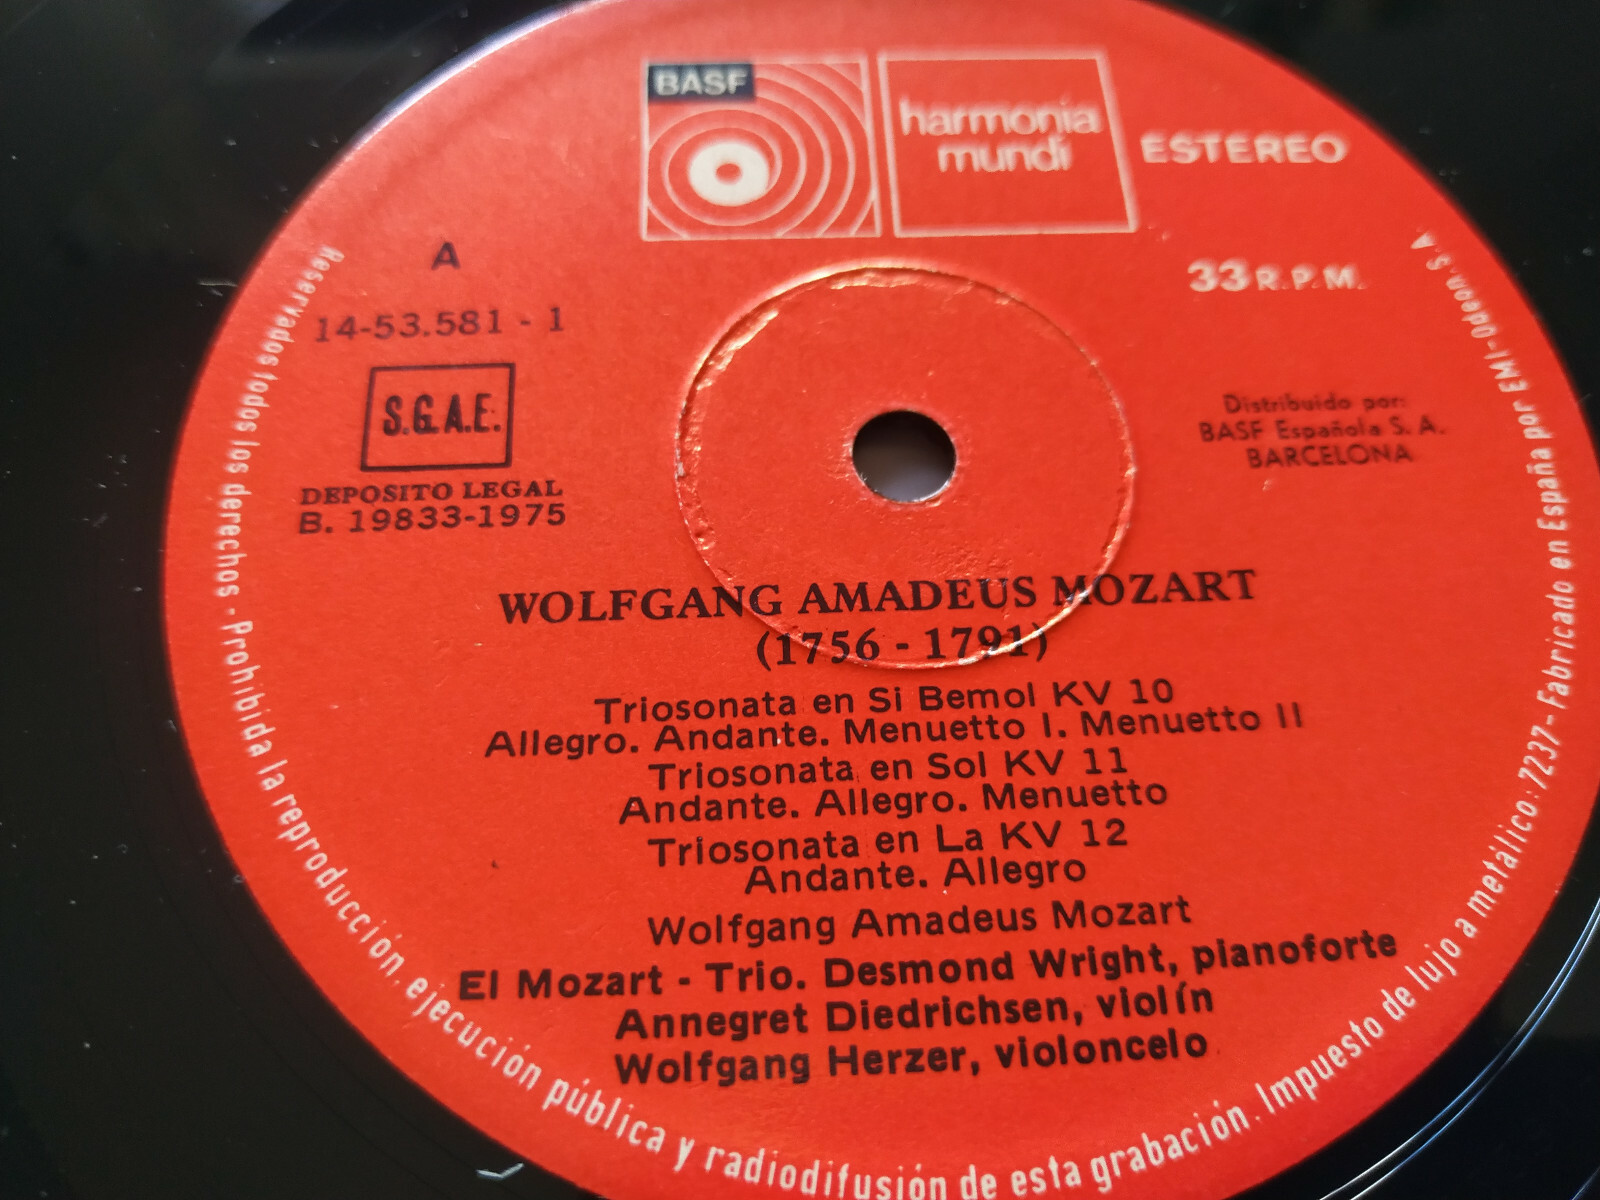 BASF
harmonia
mundi
ESTEREO
33 R.P.M.
A
14-53.581 - 1
S.G.A.E.
DEPOSITO LEGAL
B. 19833-1975
Distribuido por:
BASF Española S. A.
BARCELONA
WOLFGANG AMADEUS MOZART
(1756 - 1791)
Triosonata en Si Bemol KV 10
Allegro. Andante. Menuetto I. Menuetto II
Triosonata en Sol KV 11
Andante. Allegro. Menuetto
Triosonata en La KV 12
Andante. Allegro
Wolfgang Amadeus Mozart
El Mozart - Trio. Desmond Wright, pianoforte
Annegret Diedrichsen, violín
Wolfgang Herzer, violoncelo
Reservados todos los derechos - Prohibida la reproducción, ejecución pública y radiodifusión de esta grabación. Impuesto de lujo a metálico: 7237 - Fabricado en España por EMI-Odeon. S.A